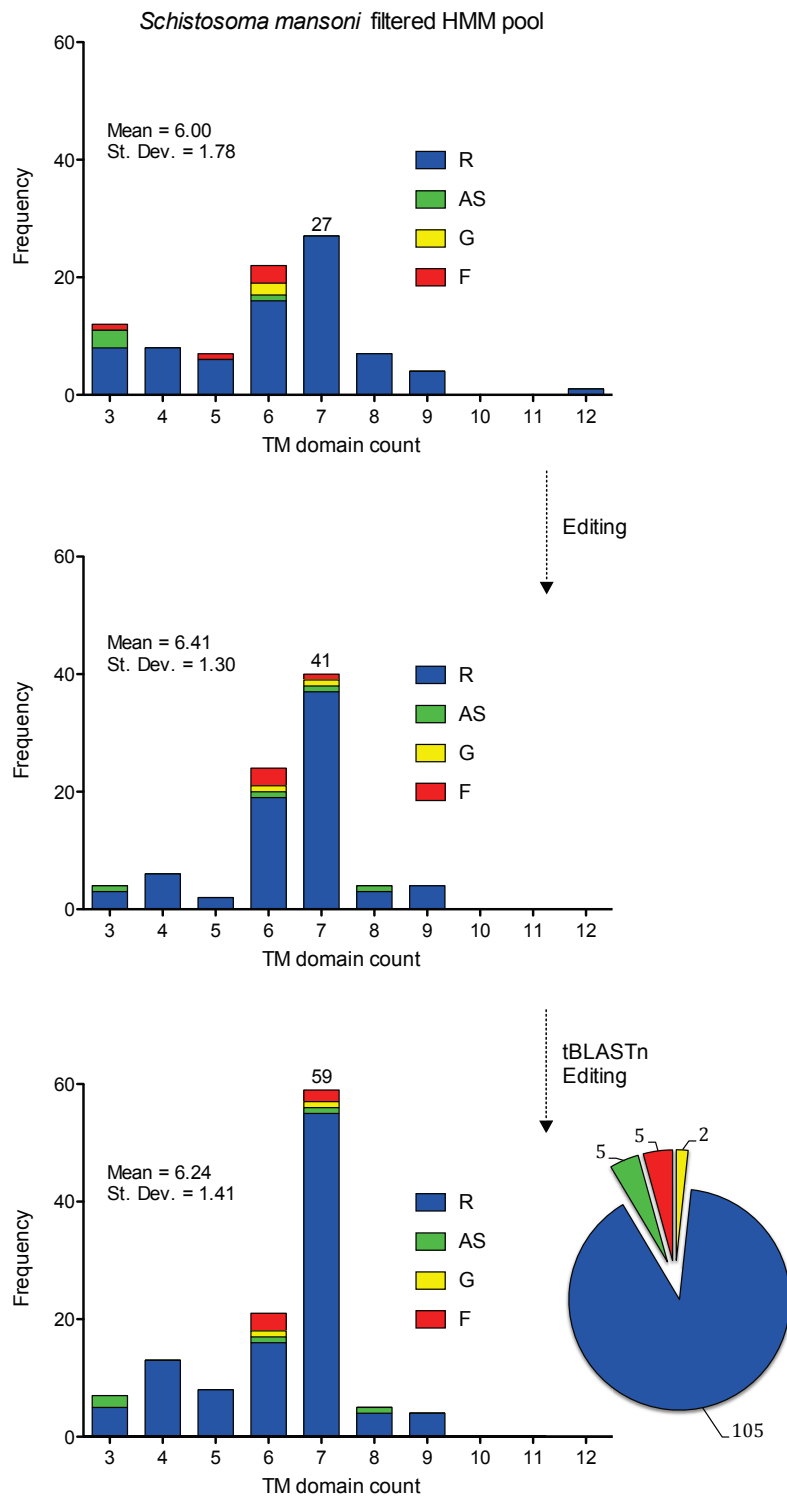 Schistosoma mansoni filtered HMM pool
60
40
20
0
Frequency
Mean = 6.00
St. Dev. = 1.78
27
R
AS
G
F
3 4 5 6 7 8 9 10 11 12
TM domain count
Editing
60
40
20
0
Frequency
Mean = 6.41
St. Dev. = 1.30
41
R
AS
G
F
3 4 5 6 7 8 9 10 11 12
TM domain count
tBLASTn
Editing
60
40
20
0
Frequency
Mean = 6.24
St. Dev. = 1.41
59
R
AS
G
F
3 4 5 6 7 8 9 10 11 12
TM domain count
5
5
2
105